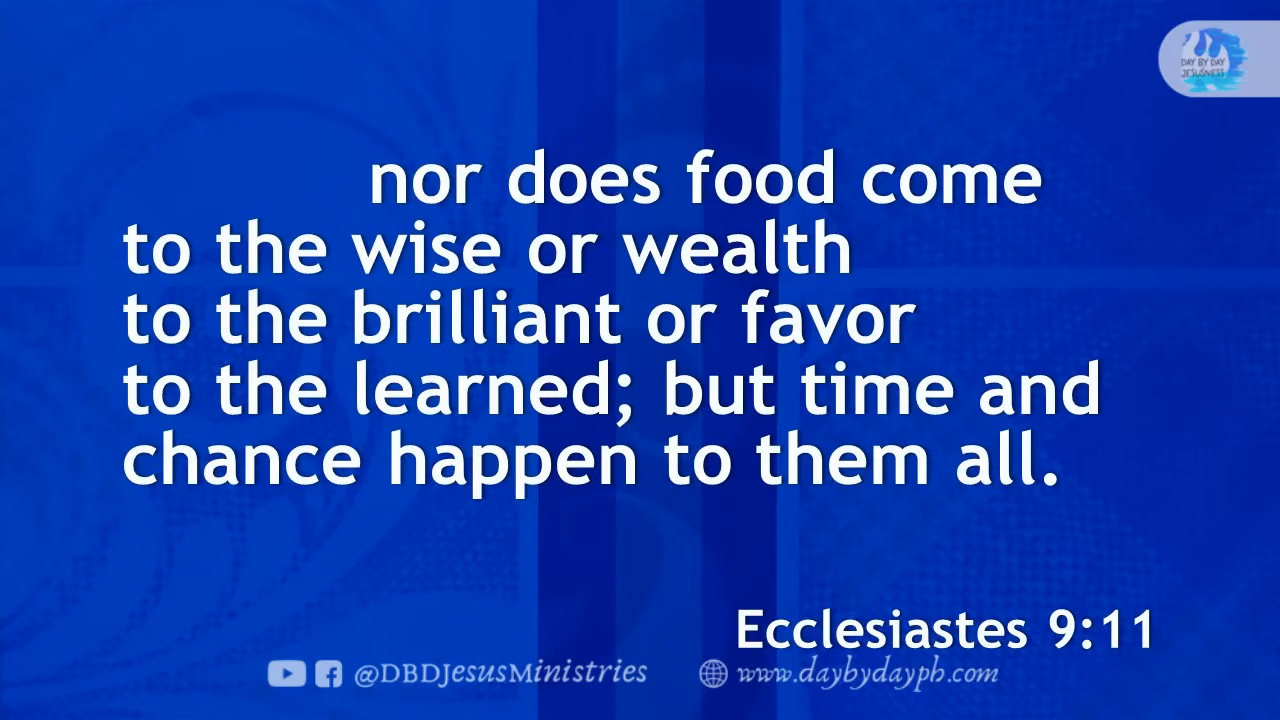 DAY BY DAY
JESUSNESS
nor does food come
to the wise or wealth
to the brilliant or favor
to the learned; but time and
chance happen to them all.
Ecclesiastes 9:11
@DBDJesusMinistries
www.daybydayph.com